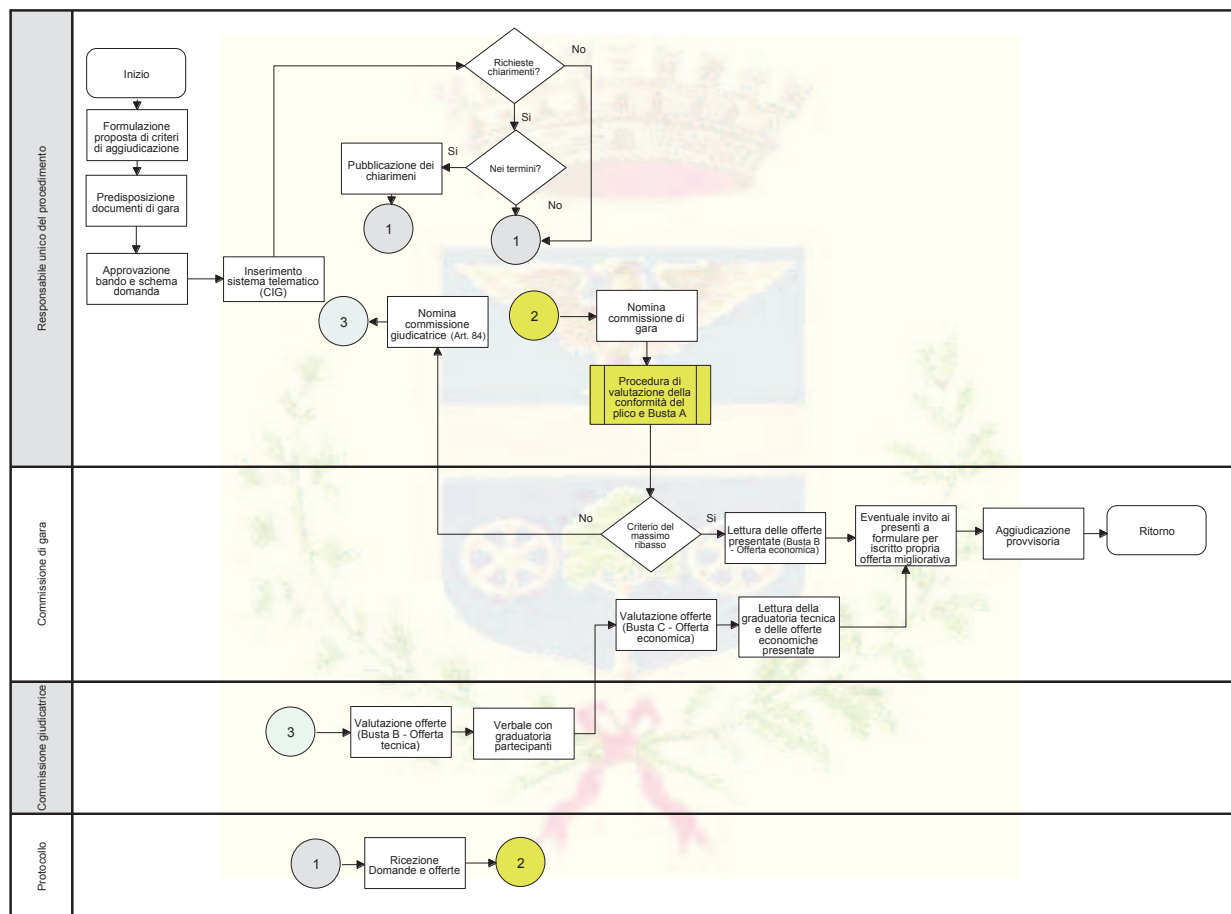 Responsabile unico del procedimento
Inizio
Formulazione
proposta di criteri
di aggiudicazione
Predisposizione
documenti di gara
Approvazione
bando e schema
domanda
Inserimento
sistema telematico
(CIG)
Richieste
chiarimenti?
No
Si
Nei termini?
Si
No
Pubblicazione dei
chiarimeni
1
1
3
Nomina
commissione
giudicatrice (Art. 84)
2
Nomina
commissione di
gara
Procedura di
valutazione della
conformità del
plico e Busta A
Commissione di gara
No
Criterio del
massimo
ribasso
Si
Lettura delle offerte
presentate (Busta B
- Offerta economica)
Eventuale invito ai
presenti a
formulare per
iscritto propria
offerta migliorativa
Aggiudicazione
provvisoria
Ritorno
Valutazione offerte
(Busta C - Offerta
economica)
Lettura della
graduatoria tecnica
e delle offerte
economiche
presentate
Commissione giudicatrice
3
Valutazione offerte
(Busta B - Offerta
tecnica)
Verbale con
graduatoria
partecipanti
Protocollo
1
Ricezione
Domande e offerte
2